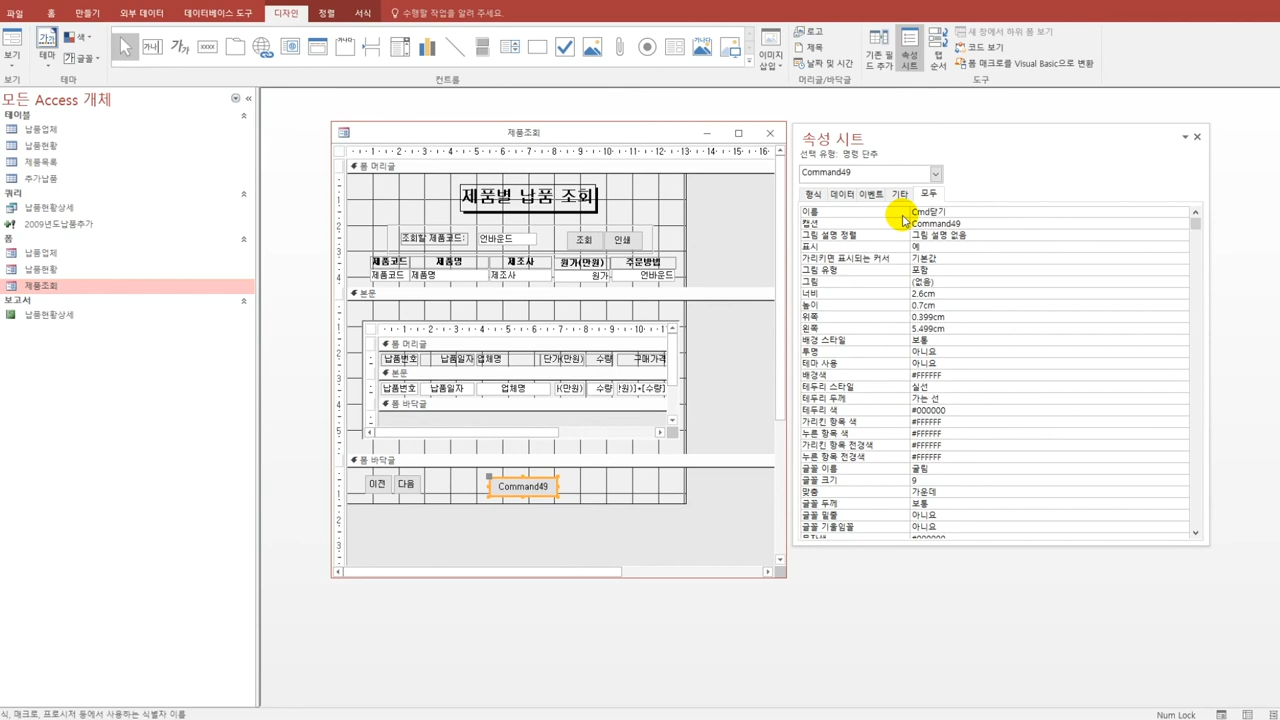 파일 홈 만들기 외부 데이터 데이터베이스 도구 디자인 정렬 서식 수행할 작업을 알려 주세요.
보기 테마 색 글꼴 이미지 삽입 로고 제목 날짜 및 시간 기존 필드 추가 속성 시트 탭 순서 새 창에서 하위 폼 보기 코드 보기 폼 매크로를 Visual Basic으로 변환
보기 테마 컨트롤 머리글/바닥글 도구
모든 Access 개체
테이블
납품업체
납품현황
제품목록
추가납품
쿼리
납품현황상세
2009년도납품추가
폼
납품업체
납품현황
제품조회
보고서
납품현황상세
제품조회
폼 머리글
제품별 납품 조회
조회할 제품코드: 언바운드 조회 인쇄
제품코드 제품명 제조사 원가(만원) 주문방법
제품코드 제품명 제조사 원가 언바운드
본문
폼 머리글
납품번호 납품일자 업체명 단가(만원) 수량 구매가격
본문
납품번호 납품일자 업체명 수량
폼 바닥글
폼 바닥글
이전 다음 Command49
속성 시트
선택 유형: 명령 단추
Command49
형식 데이터 이벤트 기타 모두
이름 Cmd닫기
캡션 Command49
그림 설명 정렬 그림 설명 없음
표시 예
가리키면 표시되는 커서 기본값
그림 유형 포함
그림 (없음)
너비 2.6cm
높이 0.7cm
위쪽 0.399cm
왼쪽 5.499cm
배경 스타일 보통
투명 아니요
테마 사용 아니요
배경색 #FFFFFF
테두리 스타일 실선
테두리 두께 가는 선
테두리 색 #000000
가리킨 항목 색 #FFFFFF
누른 항목 색 #FFFFFF
가리킨 항목 전경색 #FFFFFF
누른 항목 전경색 #FFFFFF
글꼴 이름 굴림
글꼴 크기 9
맞춤 가운데
글꼴 두께 보통
글꼴 밑줄 아니요
글꼴 기울임꼴 아니요
문자색 #000000
식, 매크로, 프로시저 등에서 사용하는 식별자 이름
Num Lock